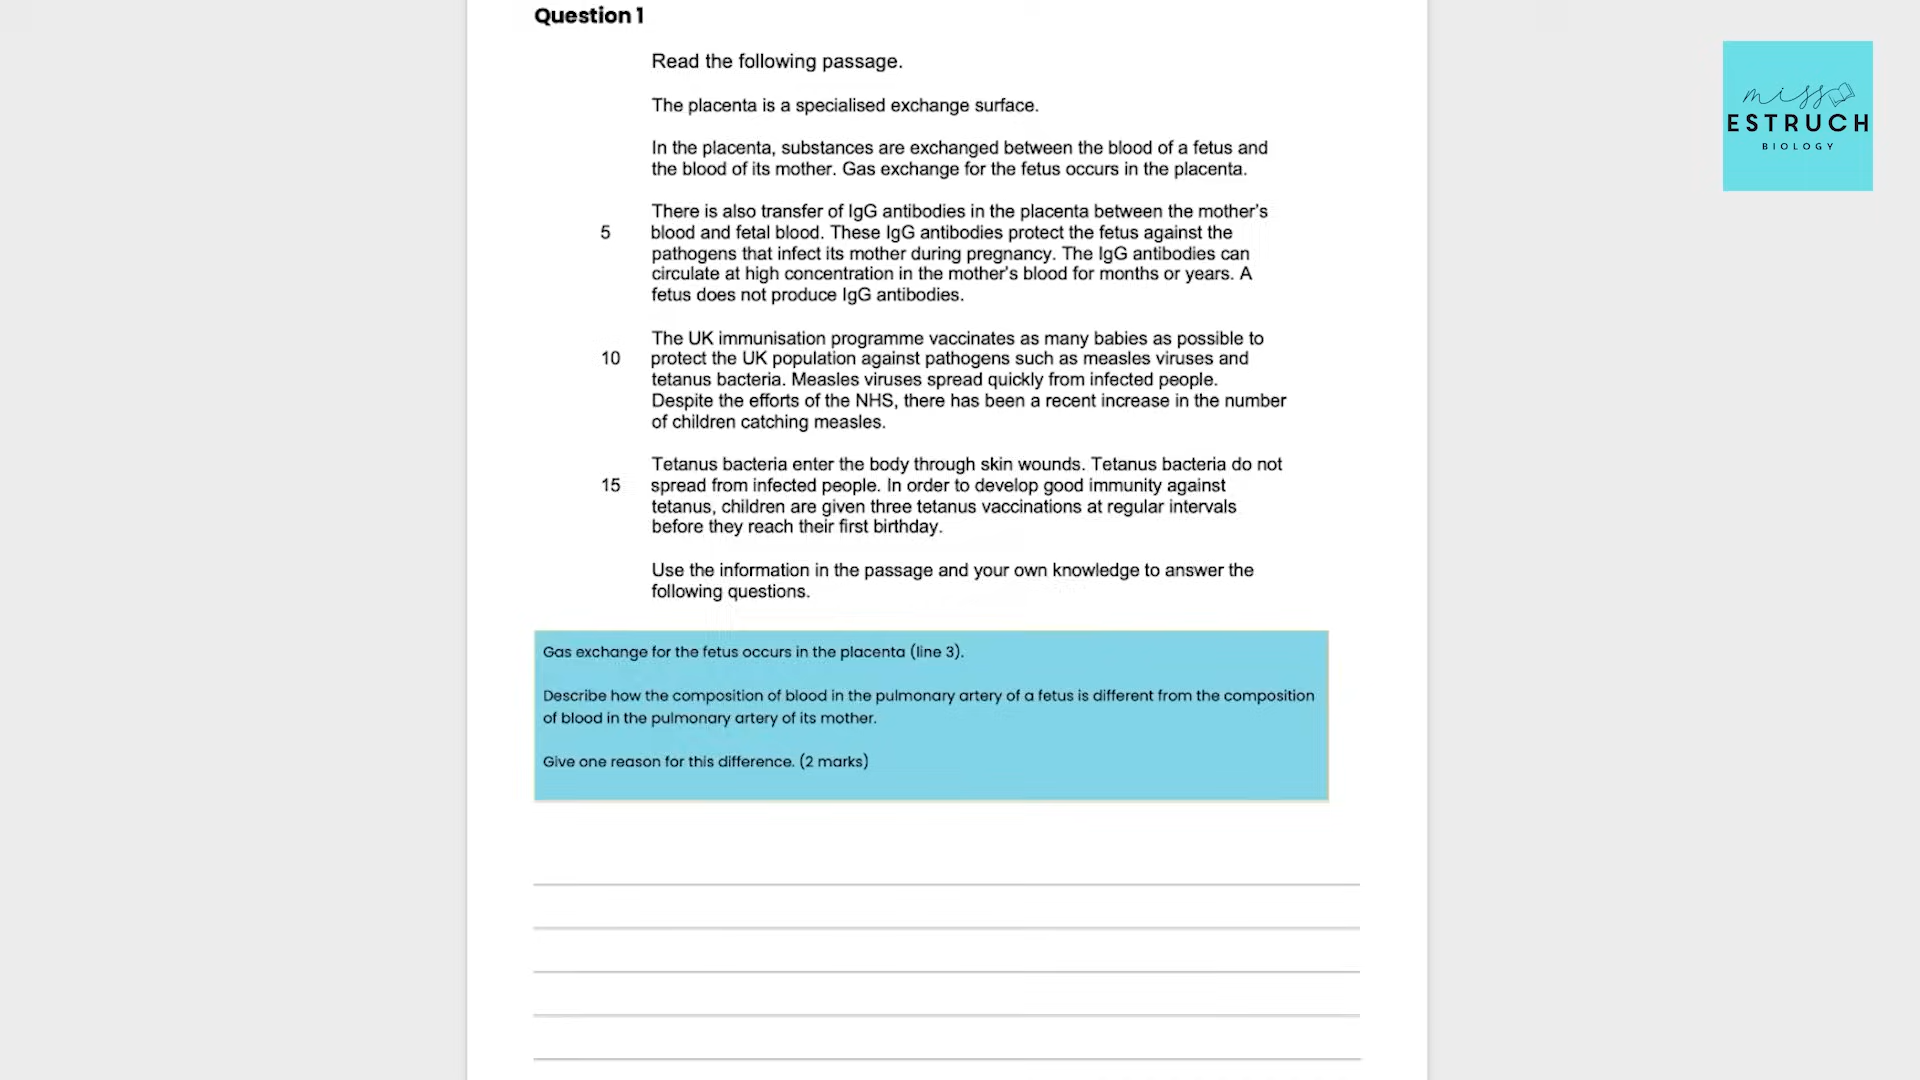 Question 1
Read the following passage.
The placenta is a specialised exchange surface.
In the placenta, substances are exchanged between the blood of a fetus and
the blood of its mother. Gas exchange for the fetus occurs in the placenta.
There is also transfer of IgG antibodies in the placenta between the mother's
5 blood and fetal blood. These IgG antibodies protect the fetus against the
pathogens that infect its mother during pregnancy. The IgG antibodies can
circulate at high concentration in the mother's blood for months or years. A
fetus does not produce IgG antibodies.
The UK immunisation programme vaccinates as many babies as possible to
10 protect the UK population against pathogens such as measles viruses and
tetanus bacteria. Measles viruses spread quickly from infected people.
Despite the efforts of the NHS, there has been a recent increase in the number
of children catching measles.
Tetanus bacteria enter the body through skin wounds. Tetanus bacteria do not
15 spread from infected people. In order to develop good immunity against
tetanus, children are given three tetanus vaccinations at regular intervals
before they reach their first birthday.
Use the information in the passage and your own knowledge to answer the
following questions.
Gas exchange for the fetus occurs in the placenta (line 3).
Describe how the composition of blood in the pulmonary artery of a fetus is different from the composition
of blood in the pulmonary artery of its mother.
Give one reason for this difference. (2 marks)
miss
ESTRUCH
BIOLOGY